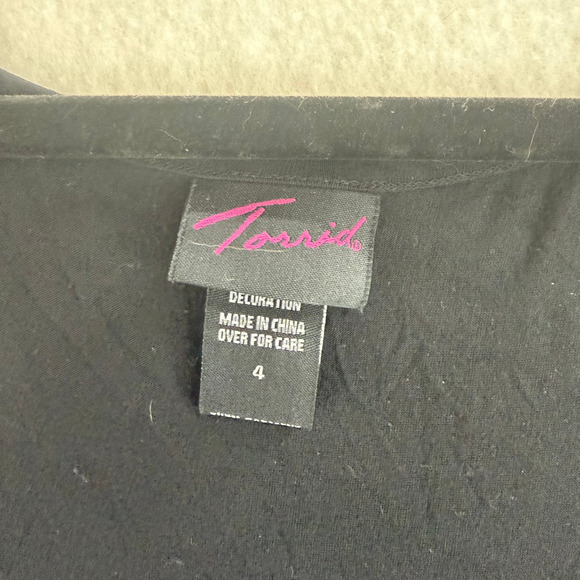 Torrid®
DECORATION
MADE IN CHINA
OVER FOR CARE
4